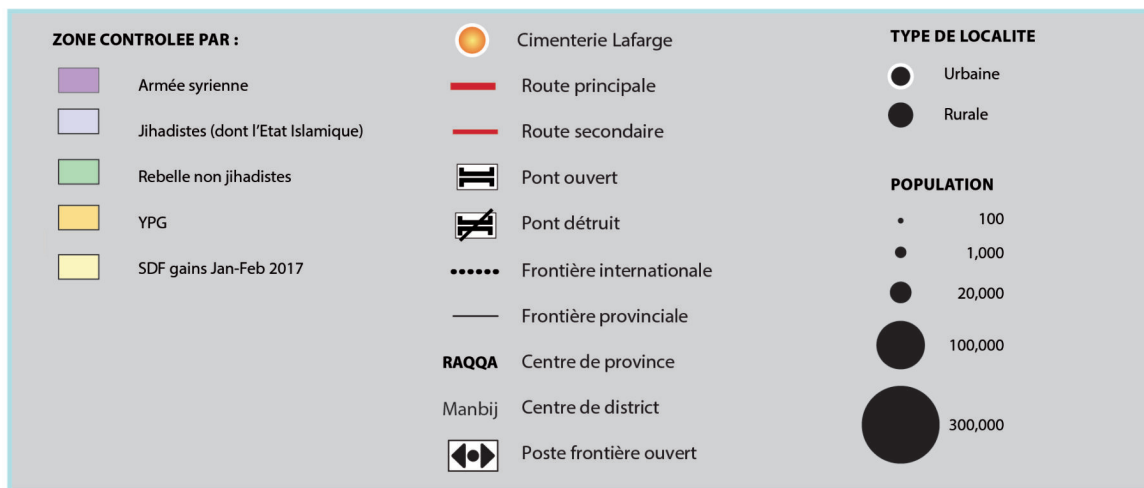 ZONE CONTROLEE PAR :
Armée syrienne
Jihadistes (dont l'Etat Islamique)
Rebelle non jihadistes
YPG
SDF gains Jan-Feb 2017
Cimenterie Lafarge
Route principale
Route secondaire
Pont ouvert
Pont détruit
Frontière internationale
Frontière provinciale
RAQQA Centre de province
Manbij Centre de district
Poste frontière ouvert
TYPE DE LOCALITE
Urbaine
Rurale
POPULATION
100
1,000
20,000
100,000
300,000